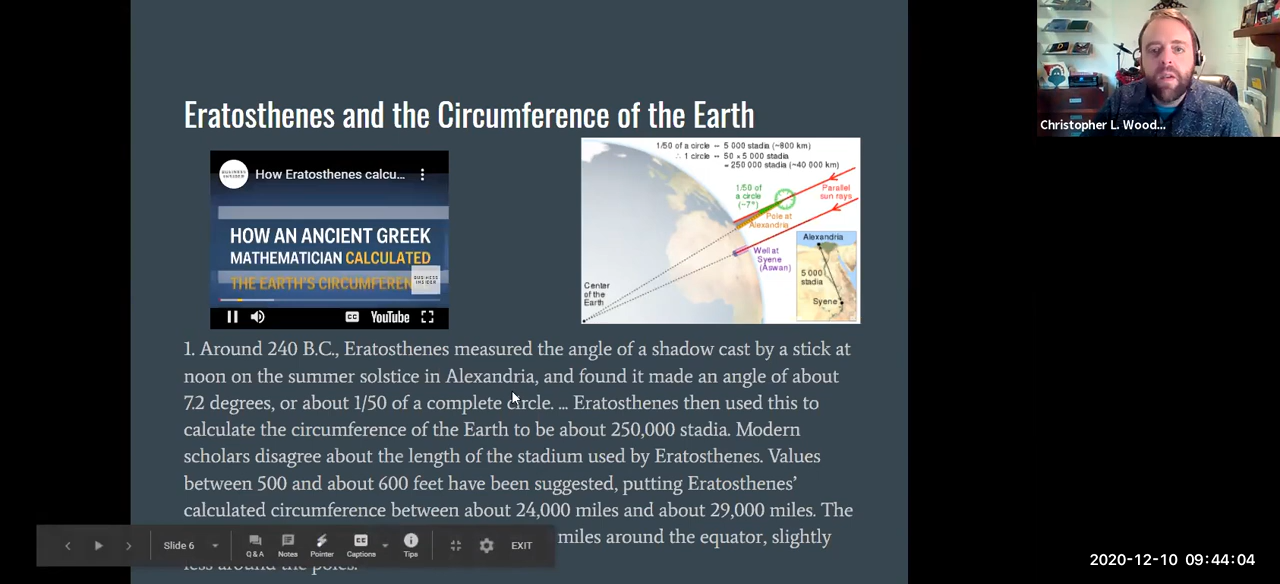 Eratosthenes and the Circumference of the Earth
How Eratosthenes calcu...
HOW AN ANCIENT GREEK
MATHEMATICIAN CALCULATED
THE EARTH'S CIRCUMFEREN
BUSINESS
INSIDER
CC YouTube
1/50 of a circle = 5 000 stadia (~800 km)
∴ 1 circle = 50 × 5 000 stadia
= 250 000 stadia (~40 000 km)
1/50 of
a circle
(~7°)
Parallel
sun rays
Pole at
Alexandria
Well at
Syene
(Aswan)
Center
of the
Earth
Alexandria
5 000
stadia
Syene
1. Around 240 B.C., Eratosthenes measured the angle of a shadow cast by a stick at
noon on the summer solstice in Alexandria, and found it made an angle of about
7.2 degrees, or about 1/50 of a complete circle. ... Eratosthenes then used this to
calculate the circumference of the Earth to be about 250,000 stadia. Modern
scholars disagree about the length of the stadium used by Eratosthenes. Values
between 500 and about 600 feet have been suggested, putting Eratosthenes'
calculated circumference between about 24,000 miles and about 29,000 miles. The
miles around the equator, slightly
less around the poles.
Slide 6
Q & A
Notes
Pointer
CC
Captions
Tips
EXIT
Christopher L. Wood...
2020-12-10 09:44:04